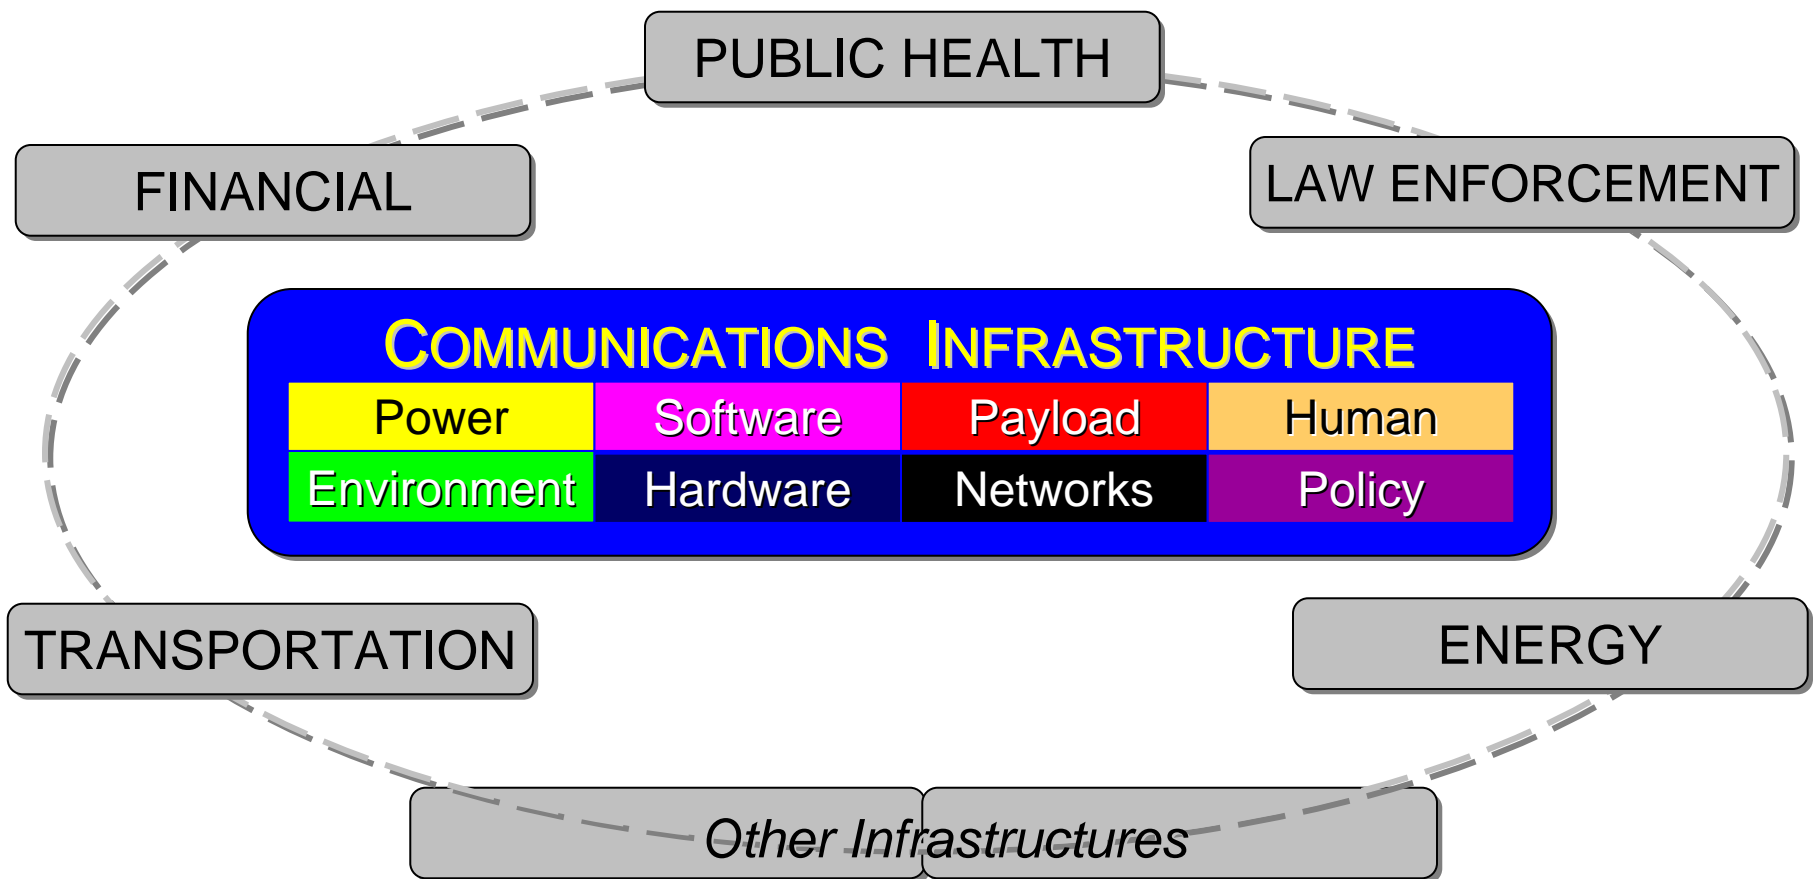 PUBLIC HEALTH
FINANCIAL
LAW ENFORCEMENT
COMMUNICATIONS INFRASTRUCTURE
Power Software Payload Human
Environment Hardware Networks Policy
TRANSPORTATION
ENERGY
Other Infrastructures